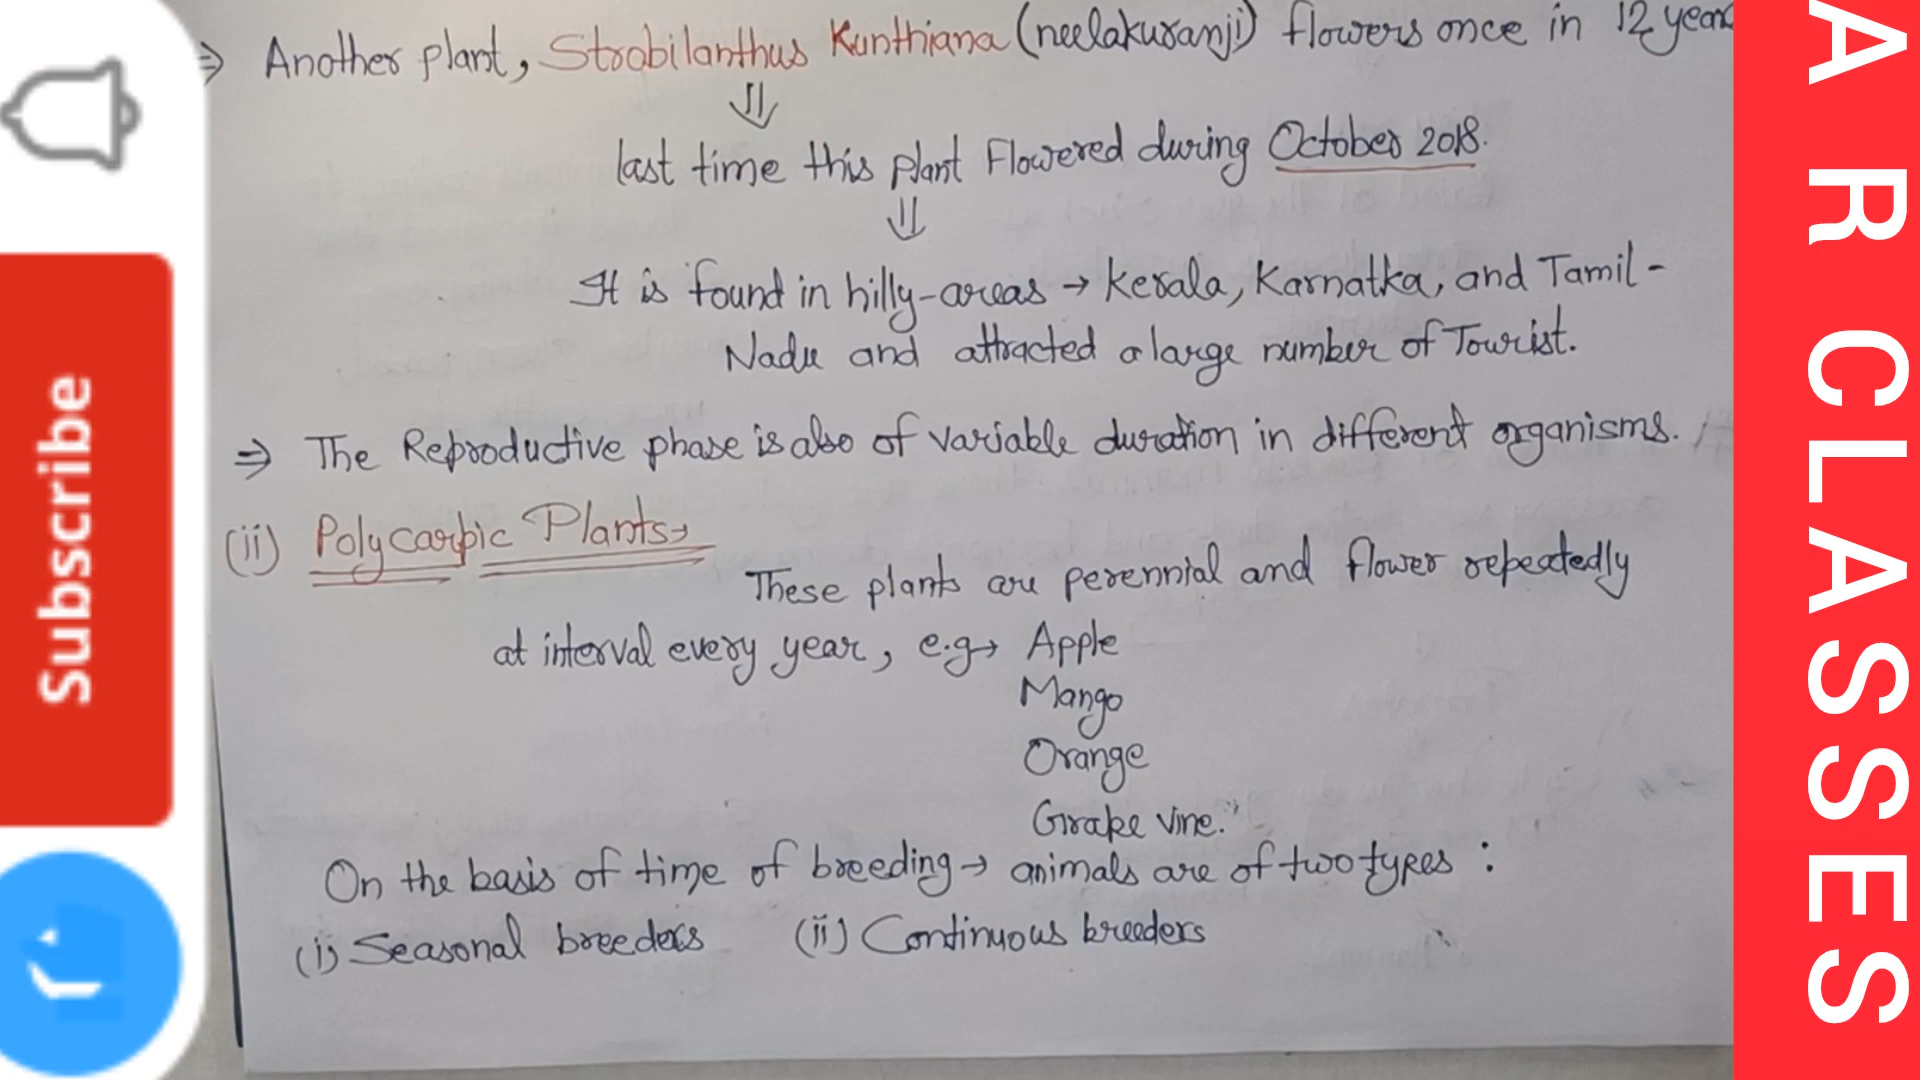 ⇒ Another plant, Strobilanthus Kunthiana (neelakuranji) flowers once in 12 years
⇓
last time this plant Flowered during October 2018.
⇓
It is found in hilly-areas → Kerala, Karnatka, and Tamil-
Nadu and attracted a large number of Tourist.
⇒ The Reproductive phase is also of variable duration in different organisms.
(ii) Polycarpic Plants→
These plants are perennial and flower repeatedly
at interval every year, e.g→ Apple
Mango
Orange
Grape vine.
On the basis of time of breeding → animals are of two types :
(i) Seasonal breeders (ii) Continuous breeders
Subscribe
A R CLASSES